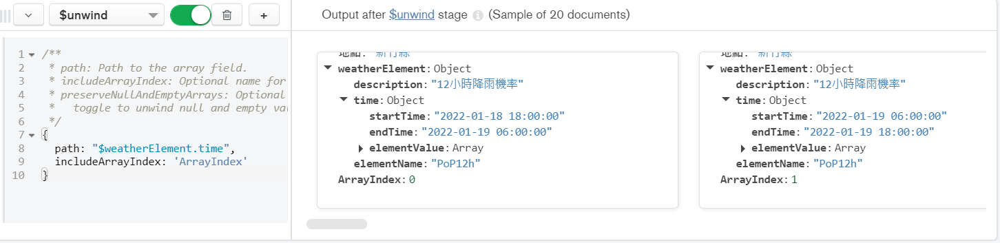 $unwind
+
Output after $unwind stage (Sample of 20 documents)
1 /**
2 * path: Path to the array field.
3 * includeArrayIndex: Optional name for
4 * preserveNullAndEmptyArrays: Optional
5 * toggle to unwind null and empty val
6 */
7 {
8 path: "$weatherElement.time",
9 includeArrayIndex: 'ArrayIndex'
10 }
地點: 新竹縣
weatherElement: Object
description: "12小時降雨機率"
time: Object
startTime: "2022-01-18 18:00:00"
endTime: "2022-01-19 06:00:00"
elementValue: Array
elementName: "PoP12h"
ArrayIndex: 0
地點: 新竹縣
weatherElement: Object
description: "12小時降雨機率"
time: Object
startTime: "2022-01-19 06:00:00"
endTime: "2022-01-19 18:00:00"
elementValue: Array
elementName: "PoP12h"
ArrayIndex: 1